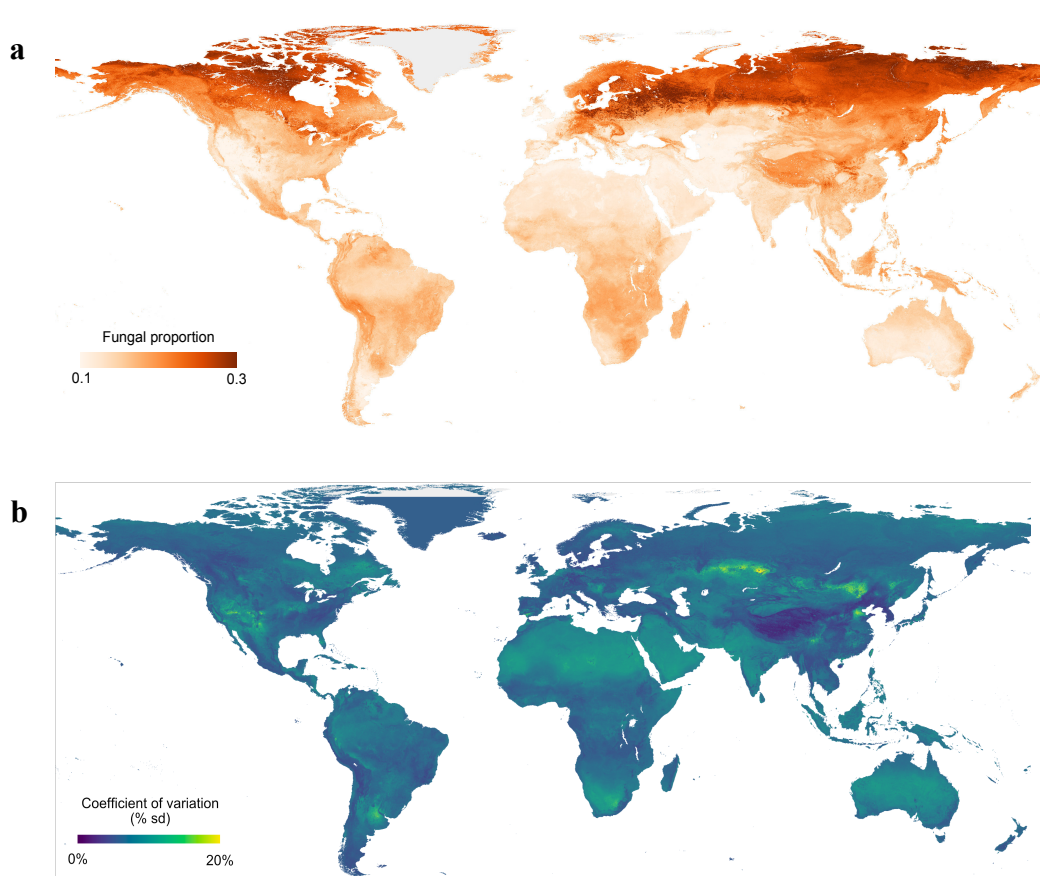 a
Fungal proportion
0.1 0.3
b
Coefficient of variation
(% sd)
0% 20%